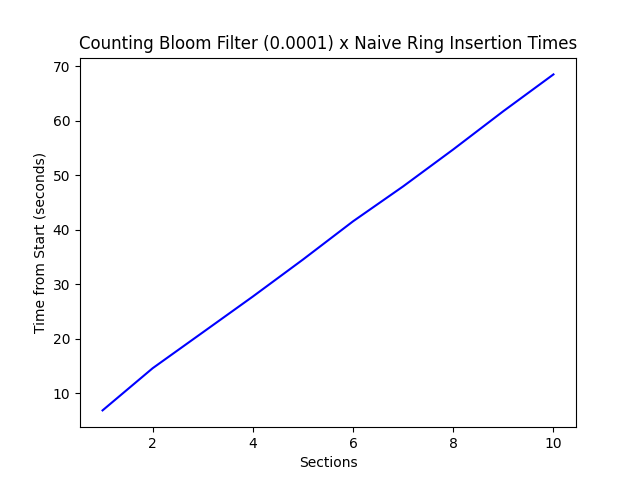 Counting Bloom Filter (0.0001) x Naive Ring Insertion Times
70
60
50
40
30
20
10
Time from Start (seconds)
2 4 6 8 10
Sections